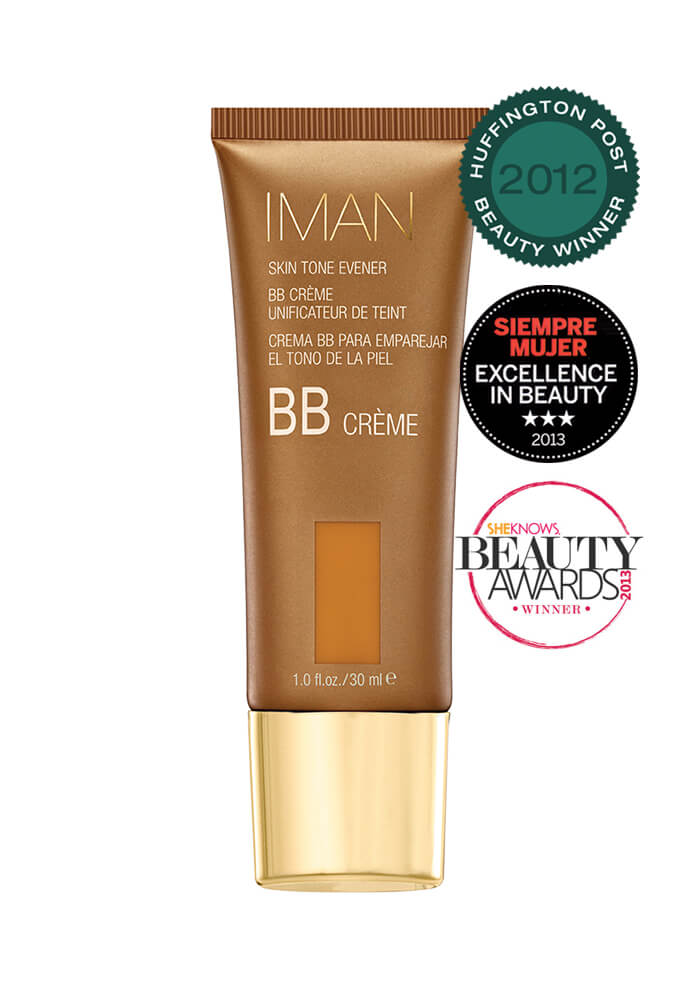 IMAN
SKIN TONE EVENER
BB CRÈME
UNIFICATEUR DE TEINT
CREMA BB PARA EMPAREJAR
EL TONO DE LA PIEL
BB CRÈME
1.0 fl.oz./30 ml ℮
HUFFINGTON POST
2012
BEAUTY WINNER
SIEMPRE
MUJER
EXCELLENCE
IN BEAUTY
2013
SHEKNOWS
BEAUTY
AWARDS 2013
• WINNER •